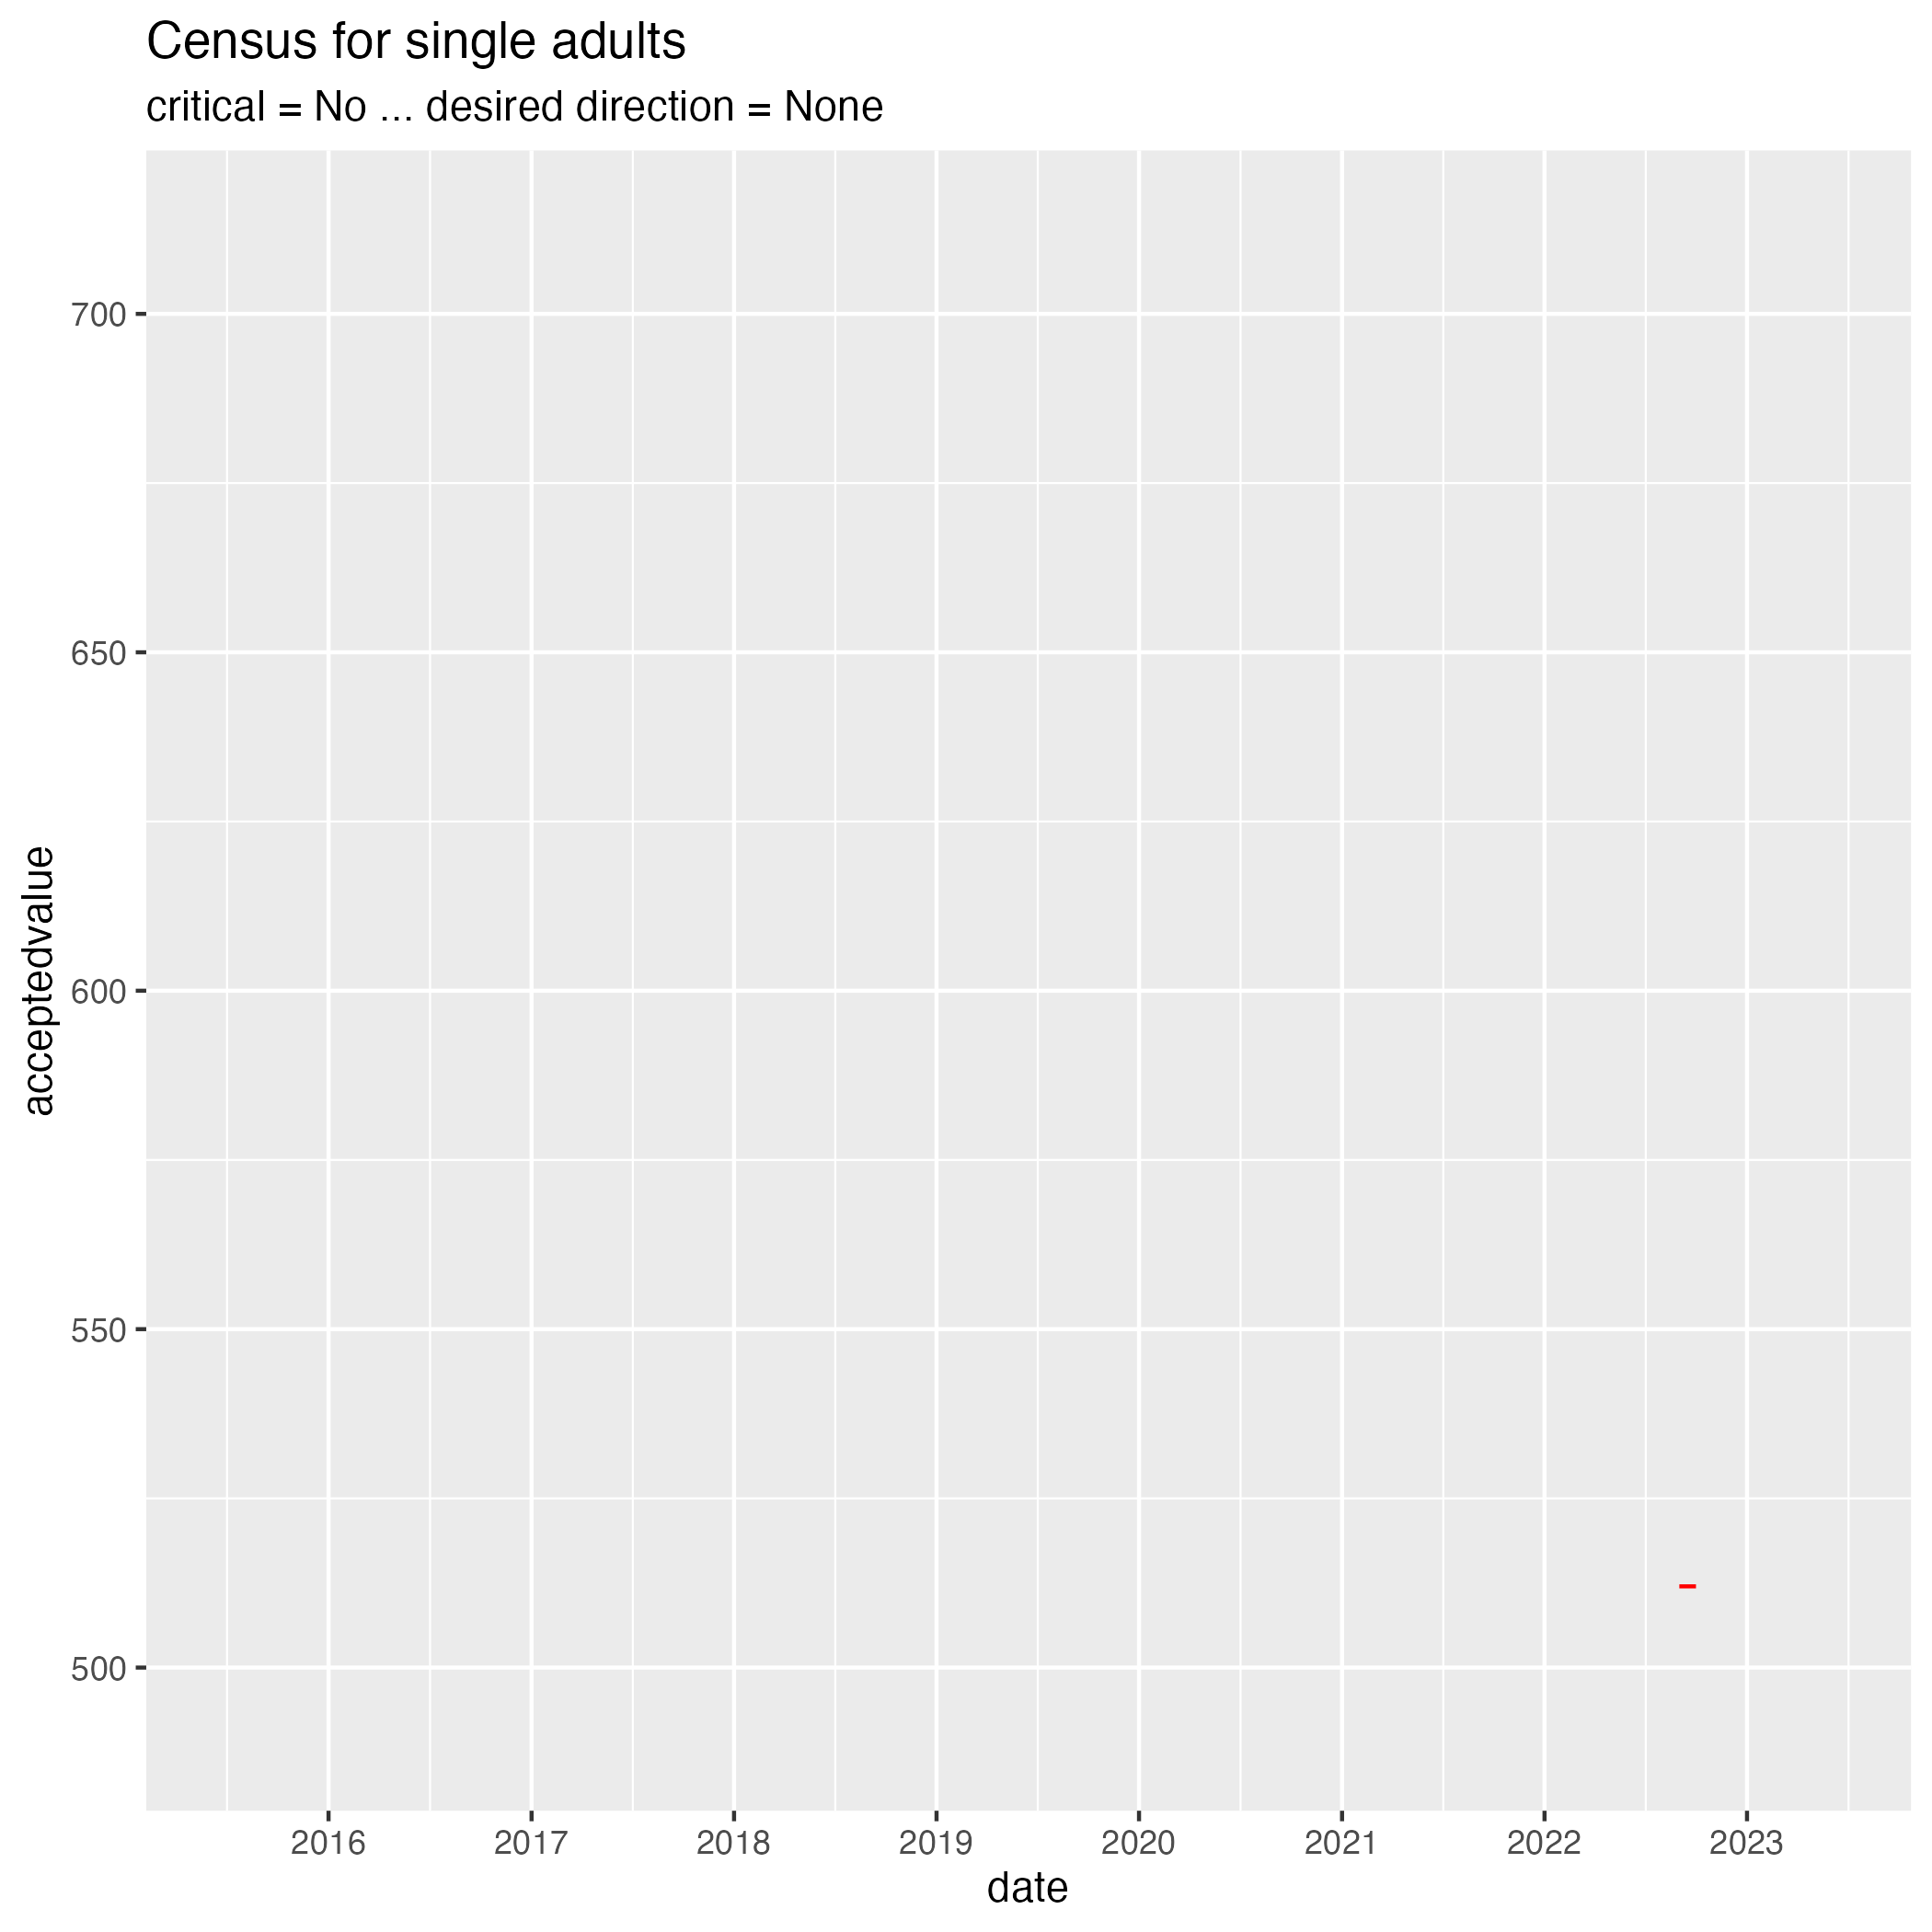 Census for single adults
critical = No ... desired direction = None
700
650
600
550
500
acceptedvalue
2016 2017 2018 2019 2020 2021 2022 2023
date